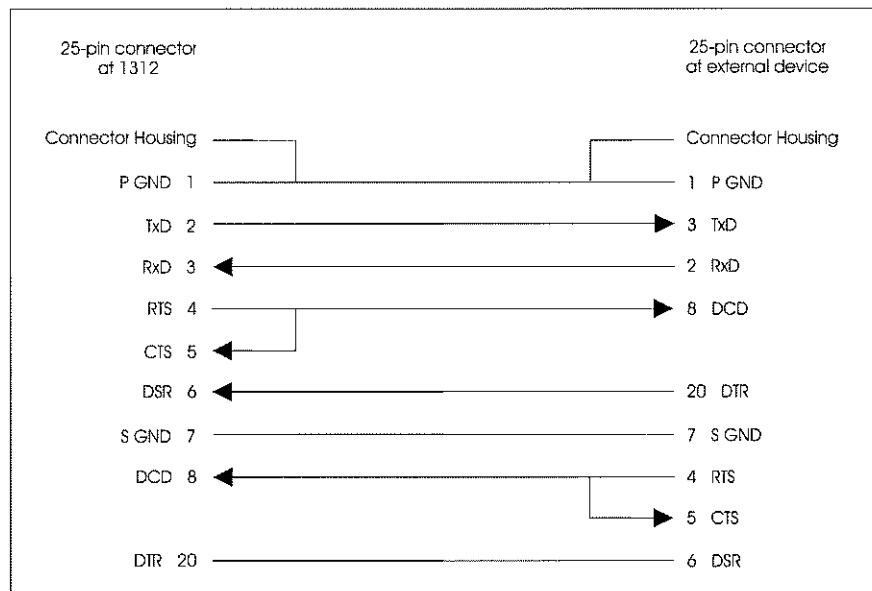 25-pin connector
at 1312
25-pin connector
at external device
Connector Housing
Connector Housing
P GND 1
1 P GND
TxD 2
3 TxD
RxD 3
2 RxD
RTS 4
8 DCD
CTS 5
DSR 6
20 DTR
S GND 7
7 S GND
DCD 8
4 RTS
5 CTS
DTR 20
6 DSR